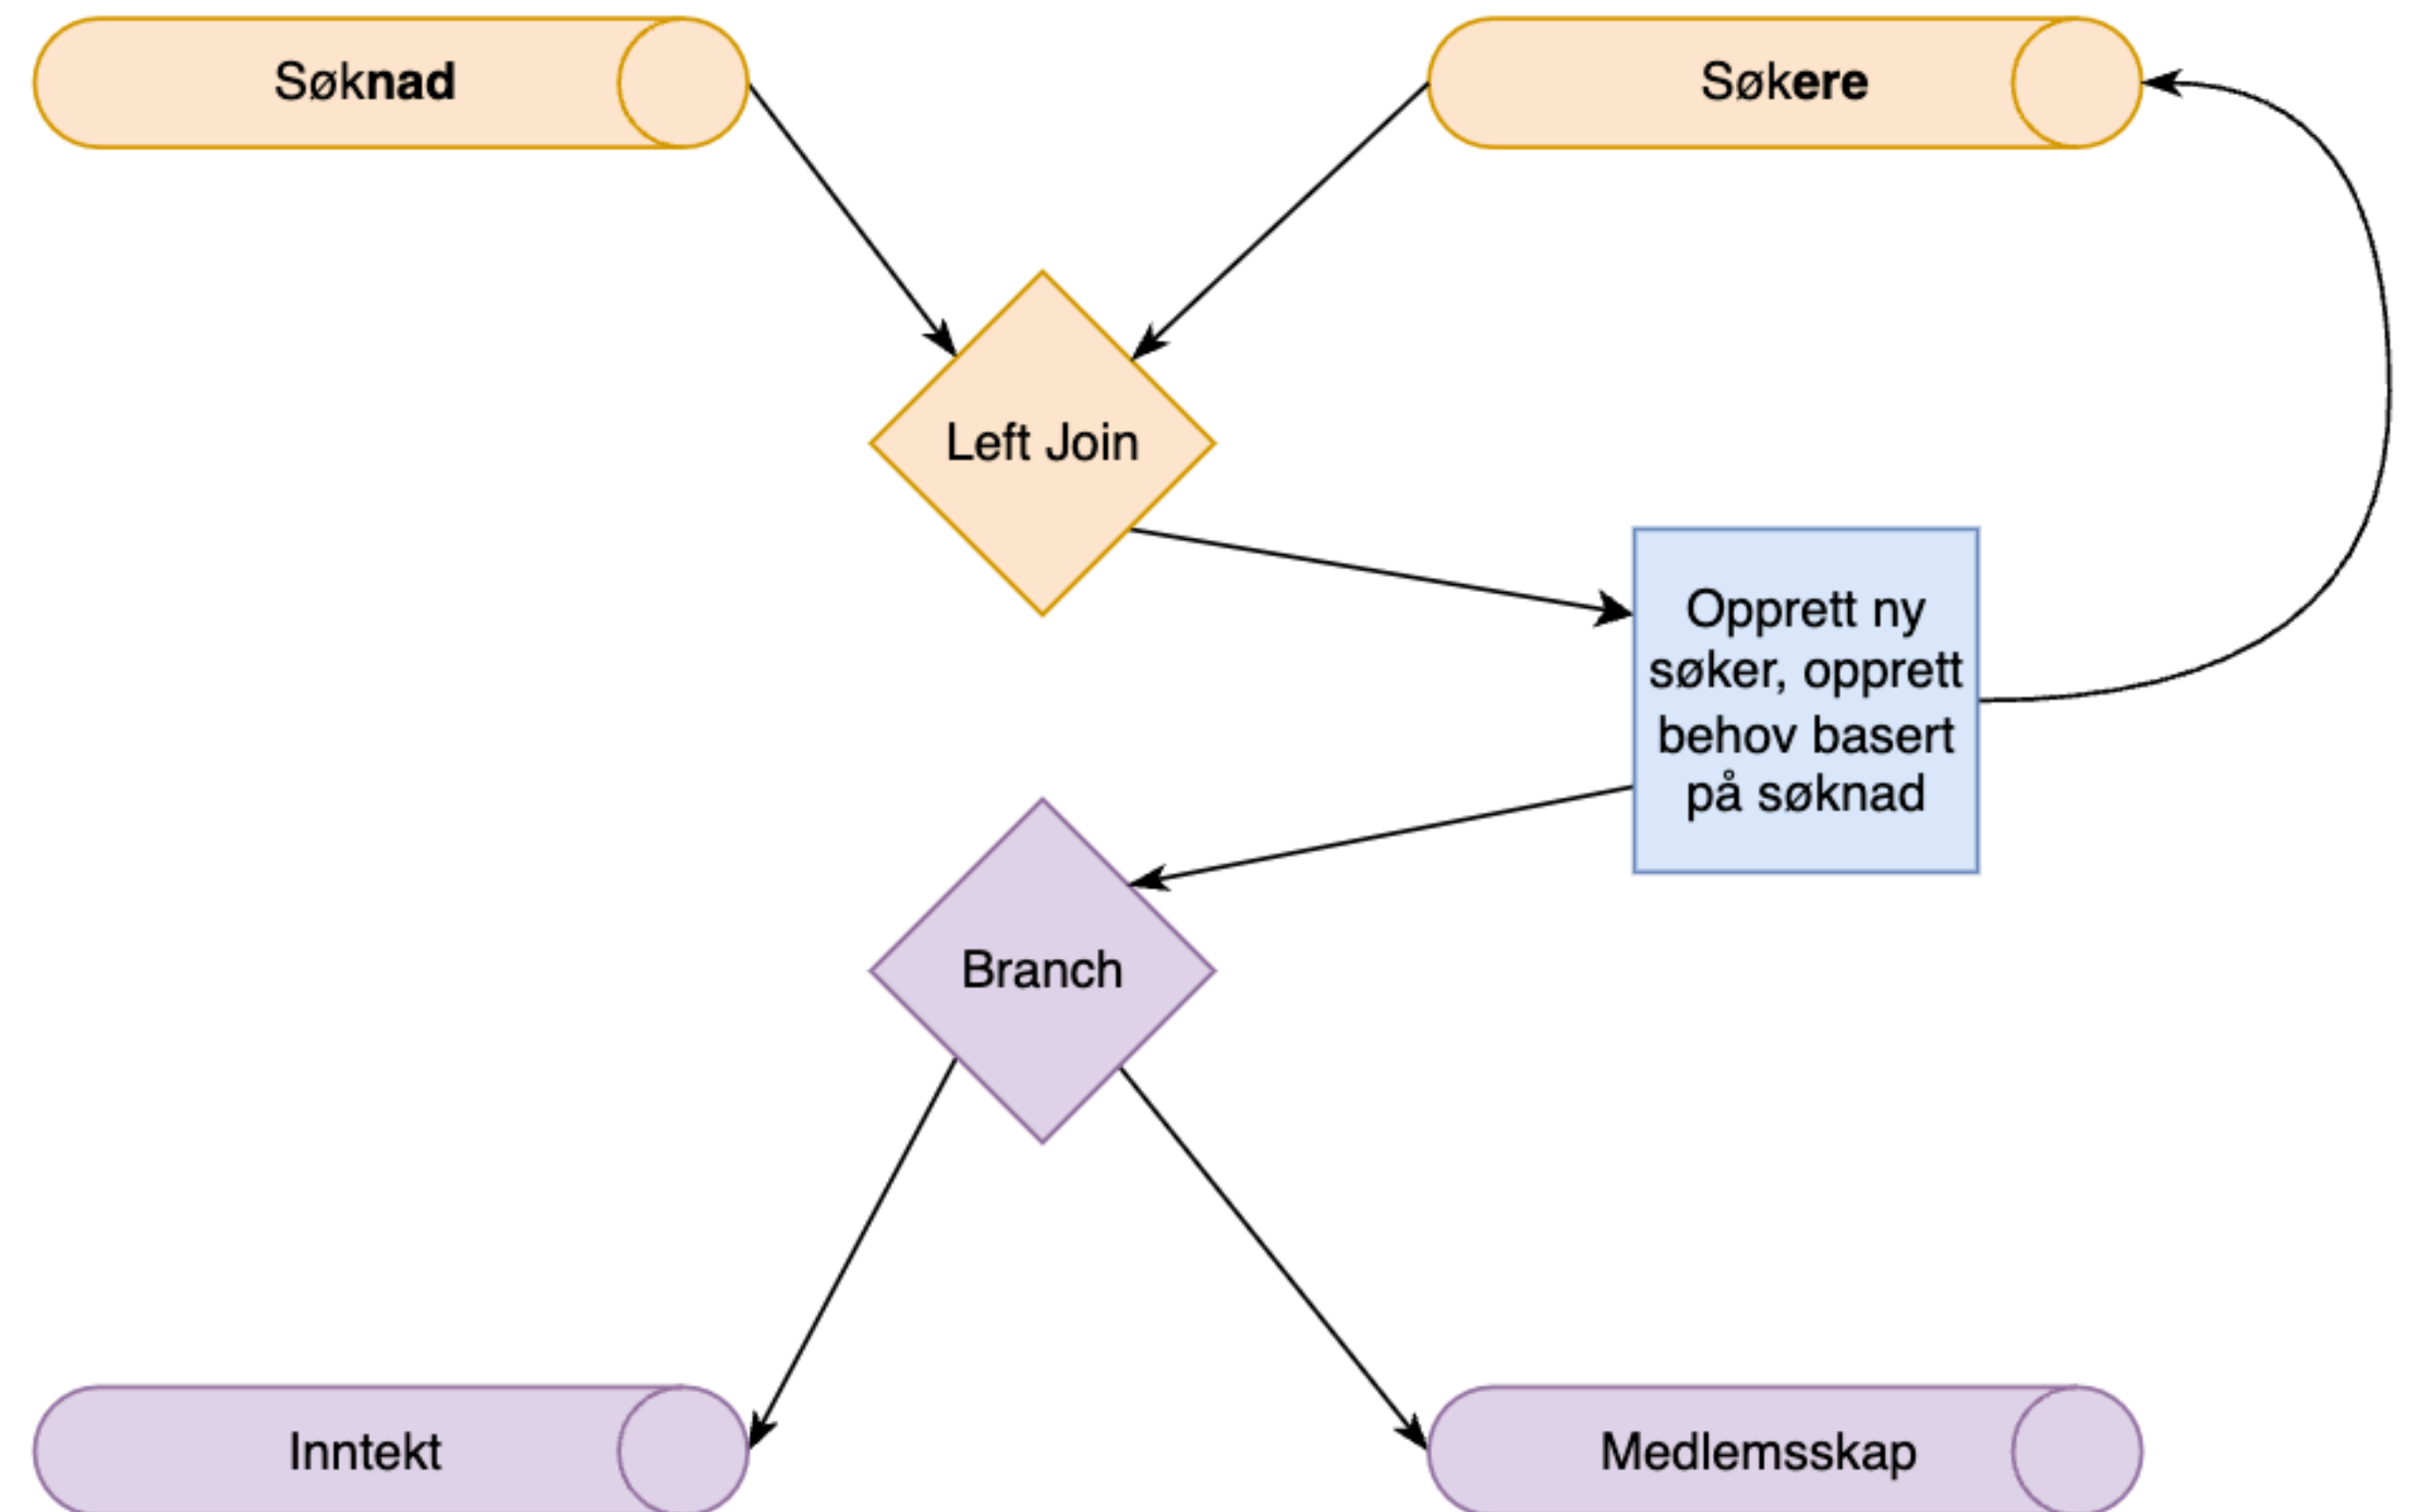 Søknad
Søkere
Left Join
Opprett ny
søker, opprett
behov basert
på søknad
Branch
Inntekt
Medlemsskap